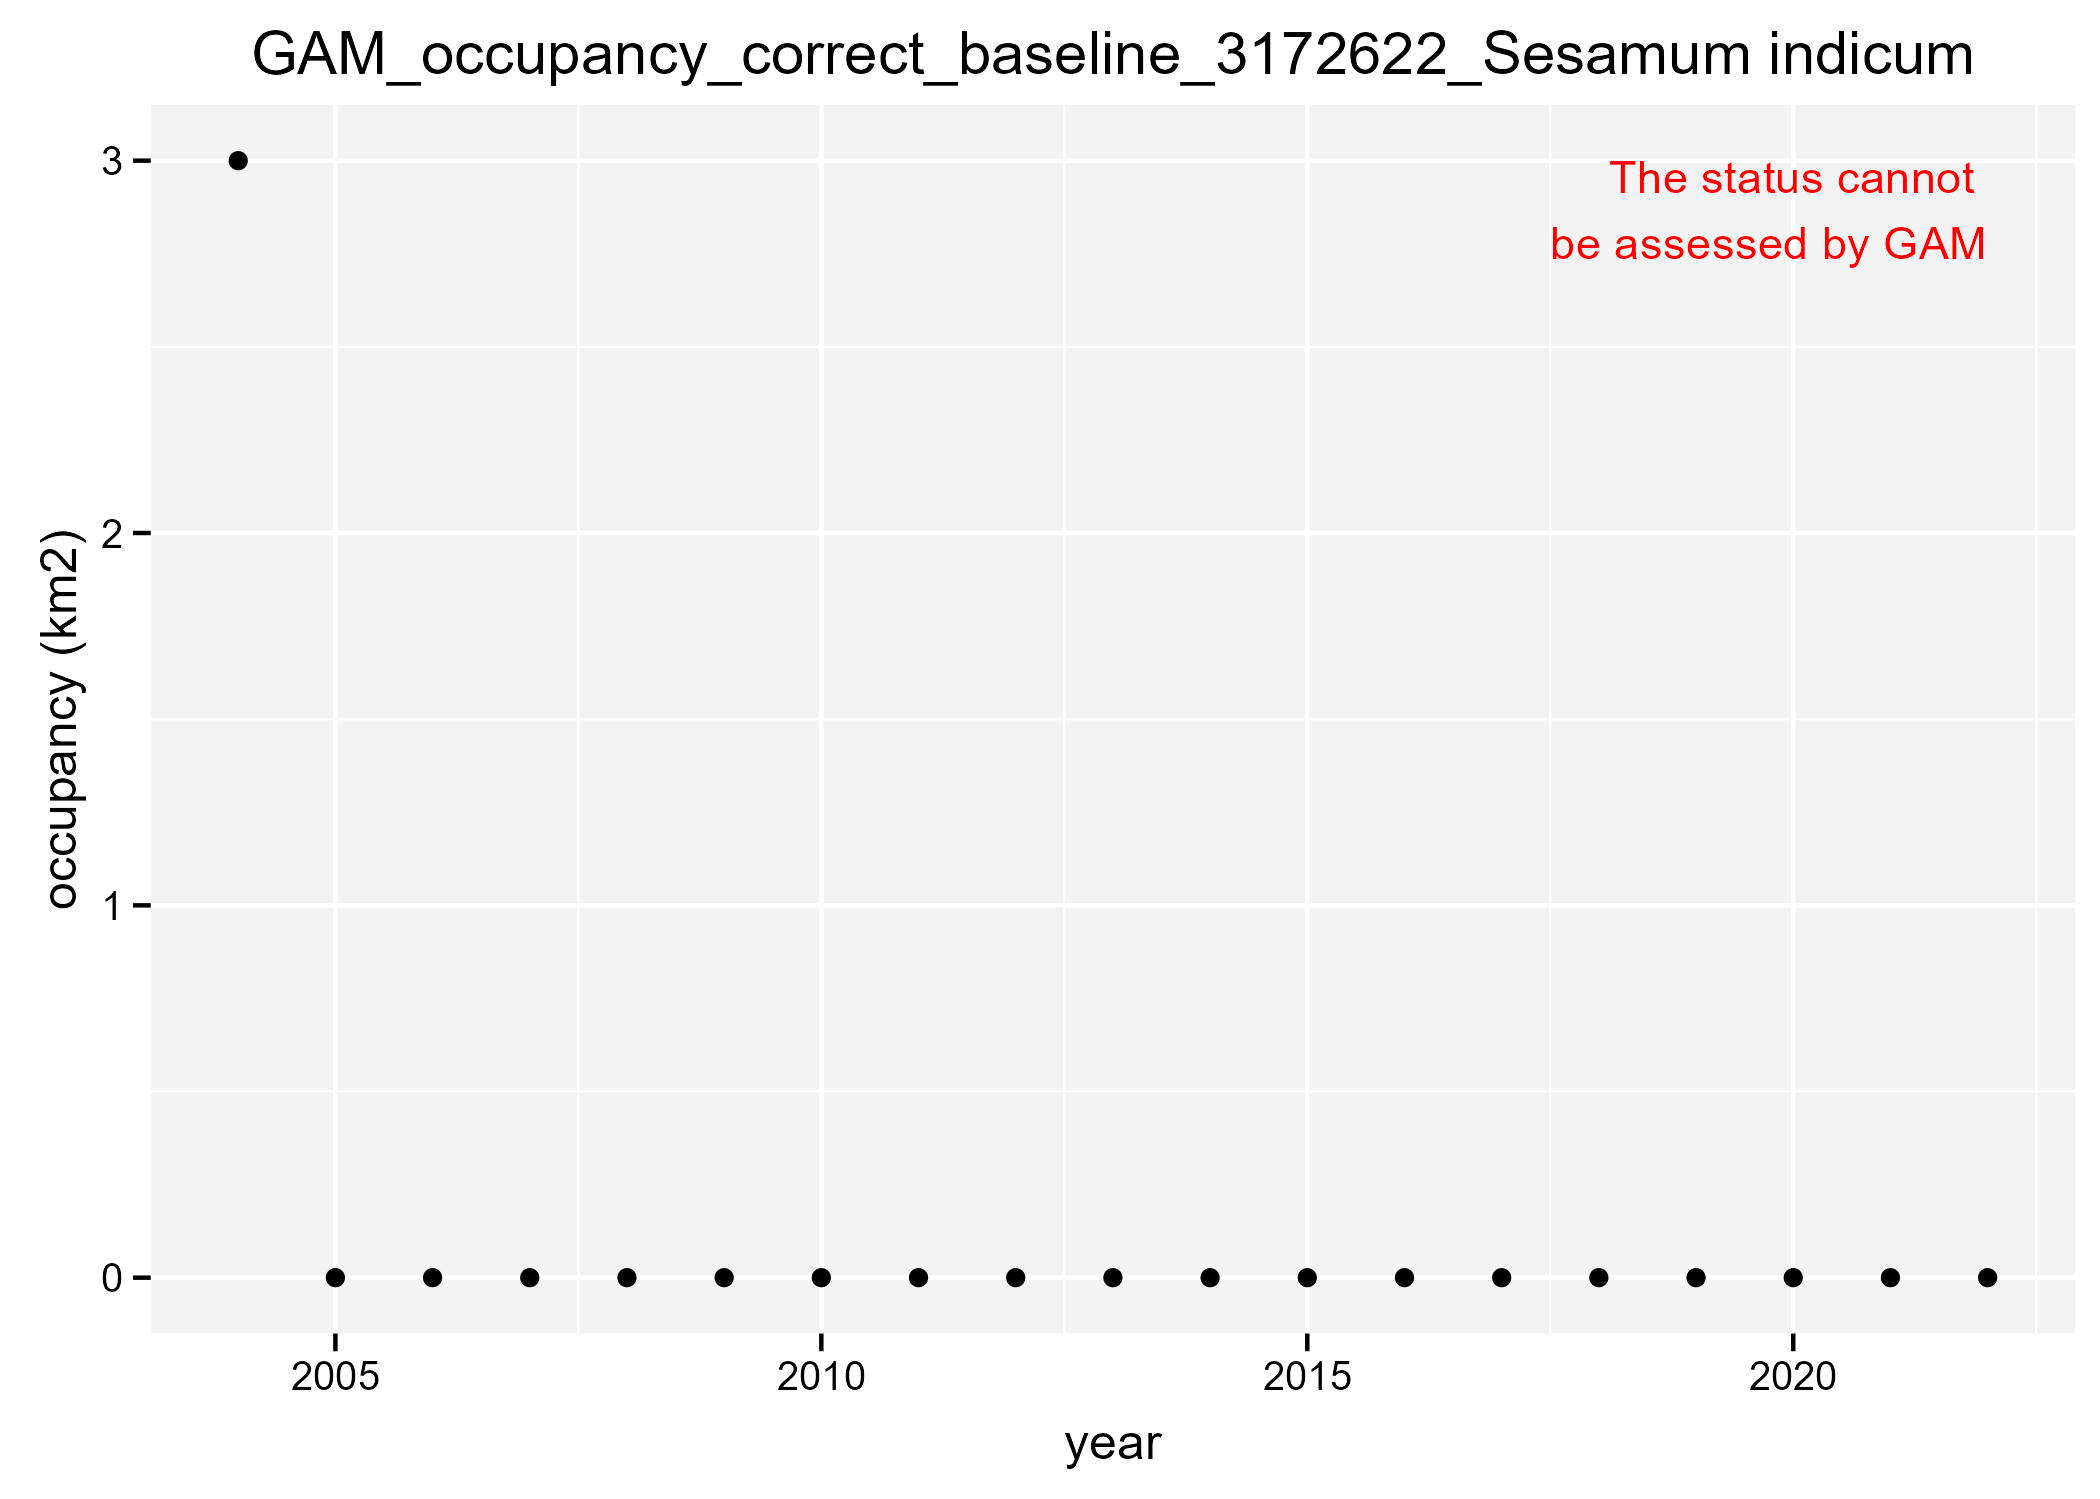 GAM_occupancy_correct_baseline_3172622_Sesamum indicum
The status cannot
be assessed by GAM
3
2
1
0
occupancy (km2)
2005
2010
2015
2020
year